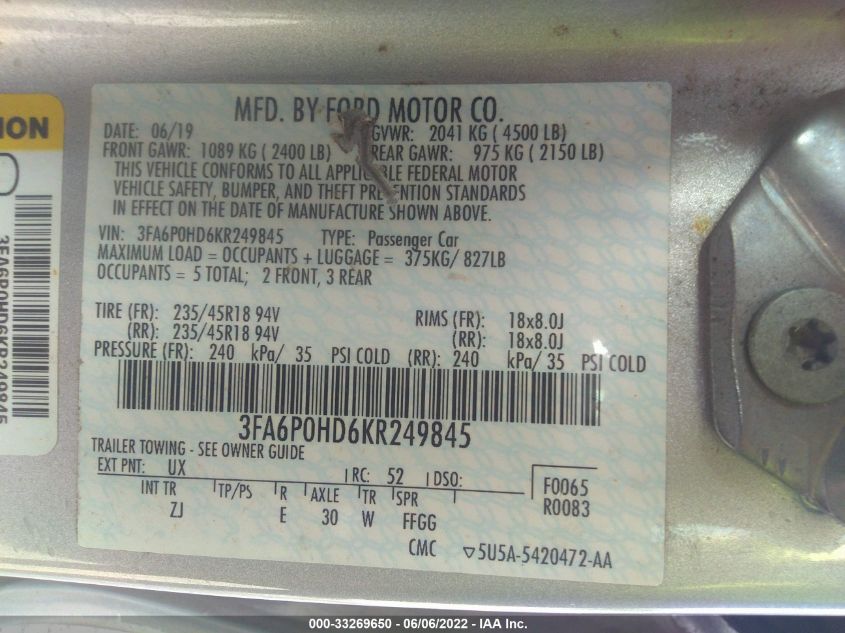 MFD. BY FORD MOTOR CO.
DATE: 06/19 GVWR: 2041 KG ( 4500 LB)
FRONT GAWR: 1089 KG ( 2400 LB) REAR GAWR: 975 KG ( 2150 LB)
THIS VEHICLE CONFORMS TO ALL APPLICABLE FEDERAL MOTOR
VEHICLE SAFETY, BUMPER, AND THEFT PREVENTION STANDARDS
IN EFFECT ON THE DATE OF MANUFACTURE SHOWN ABOVE.
VIN: 3FA6P0HD6KR249845 TYPE: Passenger Car
MAXIMUM LOAD = OCCUPANTS + LUGGAGE = 375KG/ 827LB
OCCUPANTS = 5 TOTAL; 2 FRONT, 3 REAR
TIRE (FR): 235/45R18 94V RIMS (FR): 18x8.0J
(RR): 235/45R18 94V (RR): 18x8.0J
PRESSURE (FR): 240 kPa/ 35 PSI COLD (RR): 240 kPa/ 35 PSI COLD
3FA6P0HD6KR249845
TRAILER TOWING - SEE OWNER GUIDE
EXT PNT: UX RC: 52 DSO: F0065
INT TR TP/PS R AXLE TR SPR R0083
ZJ E 30 W FFGG
CMC ▽5U5A-5420472-AA
3FA6P0HD6KR249845
000-33269650 - 06/06/2022 - IAA Inc.